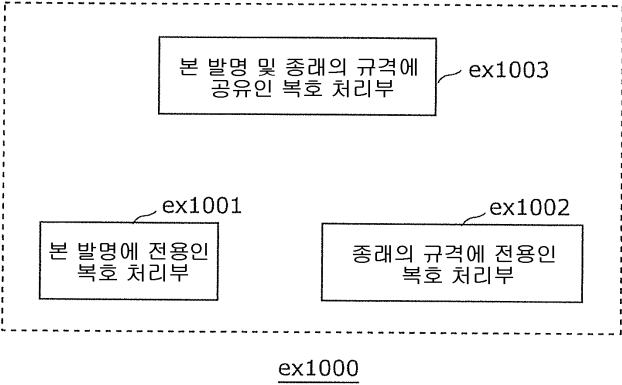 본 발명 및 종래의 규격에
공유인 복호 처리부
ex1003
ex1001
본 발명에 전용인
복호 처리부
ex1002
종래의 규격에 전용인
복호 처리부
ex1000